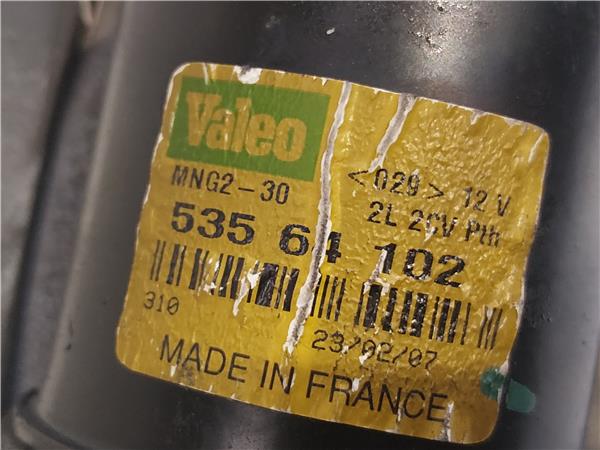 Valeo
MNG2-30
<029> 12 V
2L 2CV Pth
535 64 102
310
23/02/07
MADE IN FRANCE